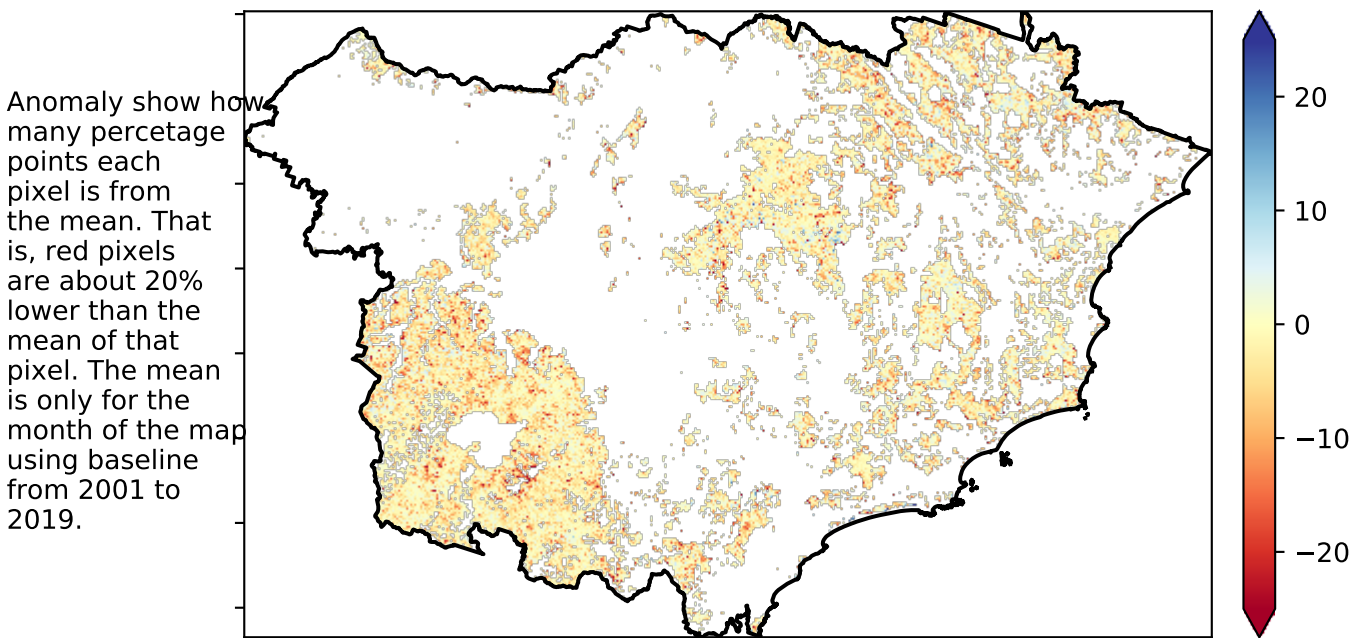 Anomaly show how
many percetage
points each
pixel is from
the mean. That
is, red pixels
are about 20%
lower than the
mean of that
pixel. The mean
is only for the
month of the map
using baseline
from 2001 to
2019.
20
10
0
−10
−20